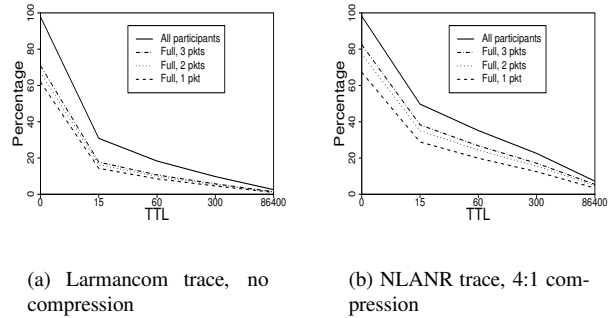 Percentage
100
80
60
40
20
0
All participants
Full, 3 pkts
Full, 2 pkts
Full, 1 pkt
0 15 60 300 86400
TTL
(a) Larmancom trace, no
compression
Percentage
100
80
60
40
20
0
All participants
Full, 3 pkts
Full, 2 pkts
Full, 1 pkt
0 15 60 300 86400
TTL
(b) NLANR trace, 4:1 com-
pression